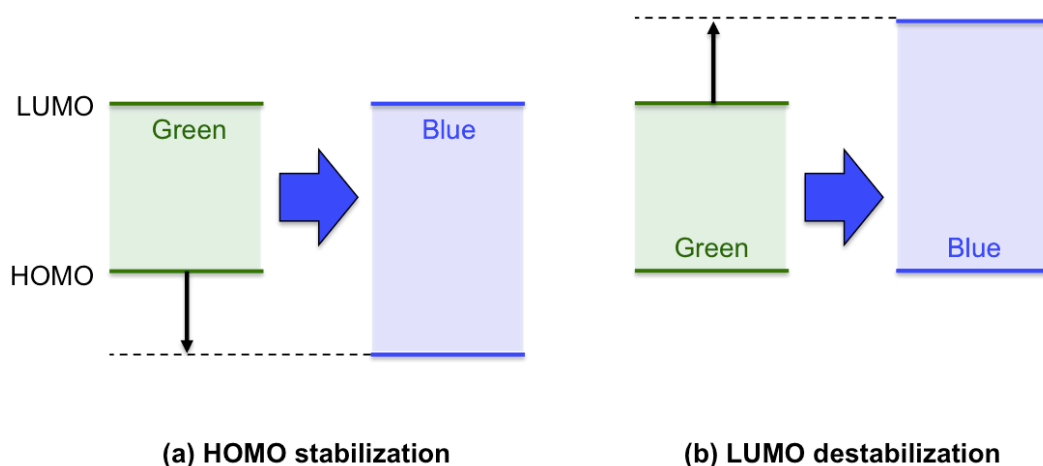 LUMO
Green
Blue
HOMO
(a) HOMO stabilization
Green
Blue
(b) LUMO destabilization